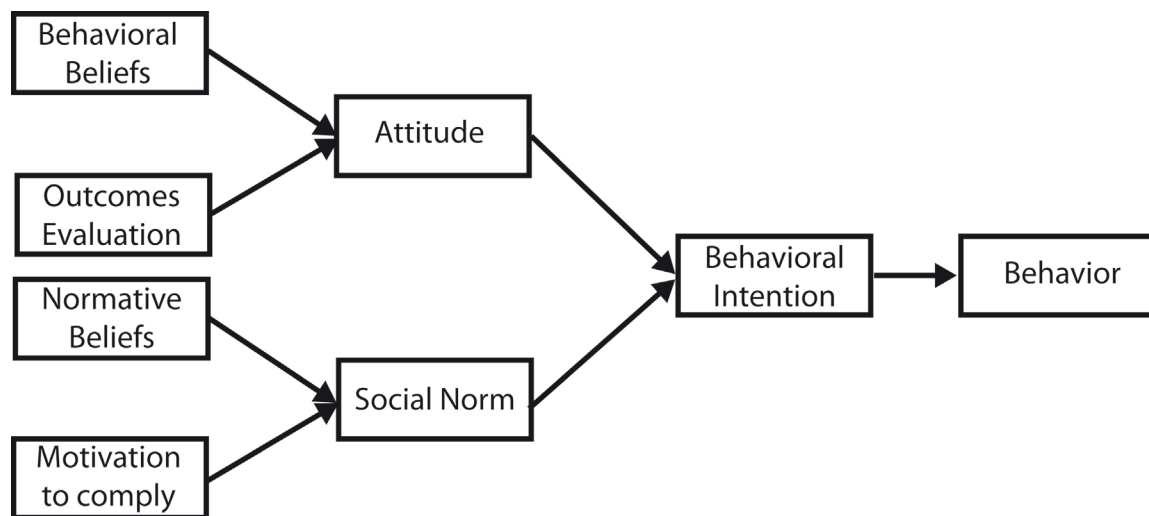 Behavioral
Beliefs
Attitude
Outcomes
Evaluation
Behavioral
Intention
Behavior
Normative
Beliefs
Social Norm
Motivation
to comply